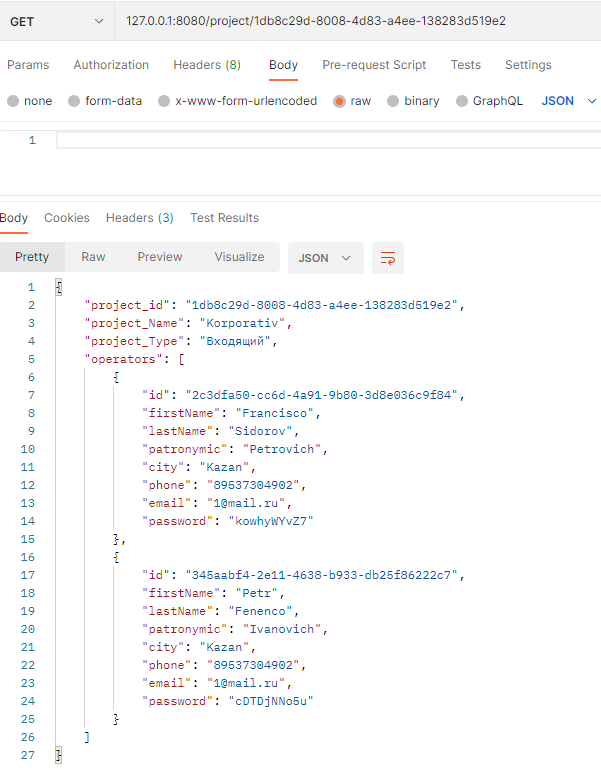 GET 127.0.0.1:8080/project/1db8c29d-8008-4d83-a4ee-138283d519e2
Params Authorization Headers (8) Body Pre-request Script Tests Settings
none form-data x-www-form-urlencoded raw binary GraphQL JSON
1
Body Cookies Headers (3) Test Results
Pretty Raw Preview Visualize JSON
1 {
2 "project_id": "1db8c29d-8008-4d83-a4ee-138283d519e2",
3 "project_Name": "Korporativ",
4 "project_Type": "Входящий",
5 "operators": [
6 {
7 "id": "2c3dfa50-cc6d-4a91-9b80-3d8e036c9f84",
8 "firstName": "Francisco",
9 "lastName": "Sidorov",
10 "patronymic": "Petrovich",
11 "city": "Kazan",
12 "phone": "89537304902",
13 "email": "1@mail.ru",
14 "password": "kowhyWYvZ7"
15 },
16 {
17 "id": "345aabf4-2e11-4638-b933-db25f86222c7",
18 "firstName": "Petr",
19 "lastName": "Fenenco",
20 "patronymic": "Ivanovich",
21 "city": "Kazan",
22 "phone": "89537304902",
23 "email": "1@mail.ru",
24 "password": "cDTDjNNo5u"
25 }
26 ]
27 }